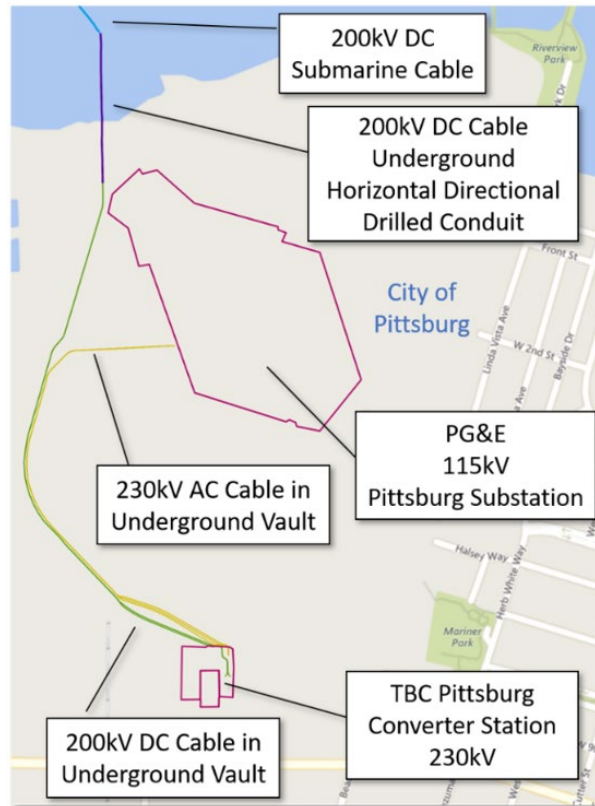 200kV DC
Submarine Cable
Riverview
Park
200kV DC Cable
Underground
Horizontal Directional
Drilled Conduit
Front St
City of
Pittsburg
Linda Vista Ave
W 2nd St
Bayside Dr
PG&E
115kV
Pittsburg Substation
230kV AC Cable in
Underground Vault
Halsey Way
Herb White Way
Mariner
Park
TBC Pittsburg
Converter Station
230kV
200kV DC Cable in
Underground Vault
Cutter St